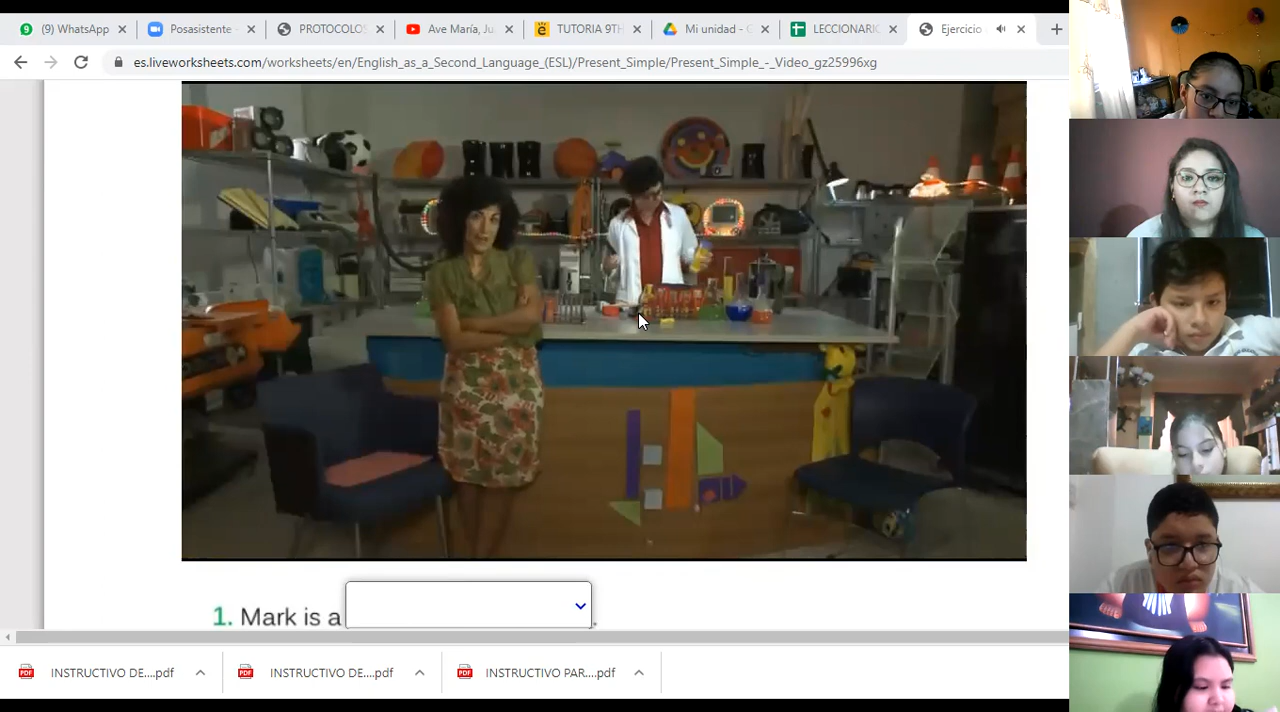 (9) WhatsApp
Posasistente -
PROTOCOLOS
Ave María, Ju
TUTORIA 9TH
Mi unidad - G
LECCIONARI
Ejercicio
es.liveworksheets.com/worksheets/en/English_as_a_Second_Language_(ESL)/Present_Simple/Present_Simple_-_Video_gz25996xg
1. Mark is a .
INSTRUCTIVO DE....pdf
INSTRUCTIVO DE....pdf
INSTRUCTIVO PAR....pdf